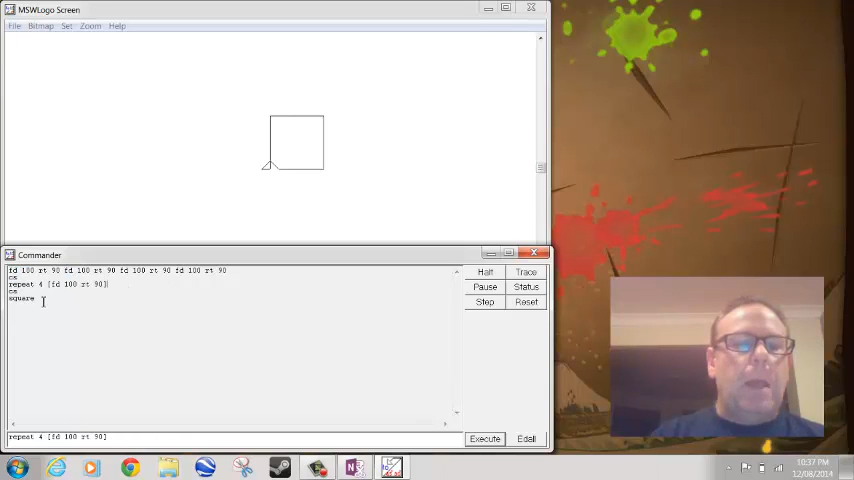 MSWLogo Screen
File Bitmap Set Zoom Help
Commander
fd 100 rt 90 fd 100 rt 90 fd 100 rt 90 fd 100 rt 90
cs
repeat 4 [fd 100 rt 90]
cs
square
Halt Trace
Pause Status
Step Reset
repeat 4 [fd 100 rt 90]
Execute Edall
10:37 PM
12/08/2014